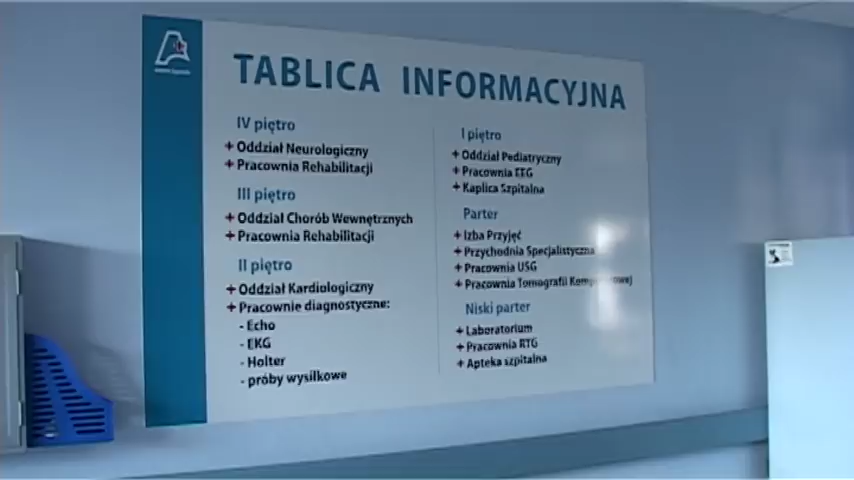 TABLICA INFORMACYJNA
IV piętro
+ Oddział Neurologiczny
+ Pracownia Rehabilitacji
III piętro
+ Oddział Chorób Wewnętrznych
+ Pracownia Rehabilitacji
II piętro
+ Oddział Kardiologiczny
+ Pracownie diagnostyczne:
- Echo
- EKG
- Holter
- próby wysiłkowe
I piętro
+ Oddział Pediatryczny
+ Pracownia EEG
+ Kaplica Szpitalna
Parter
+ Izba Przyjęć
+ Przychodnia Specjalistyczna
+ Pracownia USG
+ Pracownia Tomografii Komputerowej
Niski parter
+ Laboratorium
+ Pracownia RTG
+ Apteka szpitalna